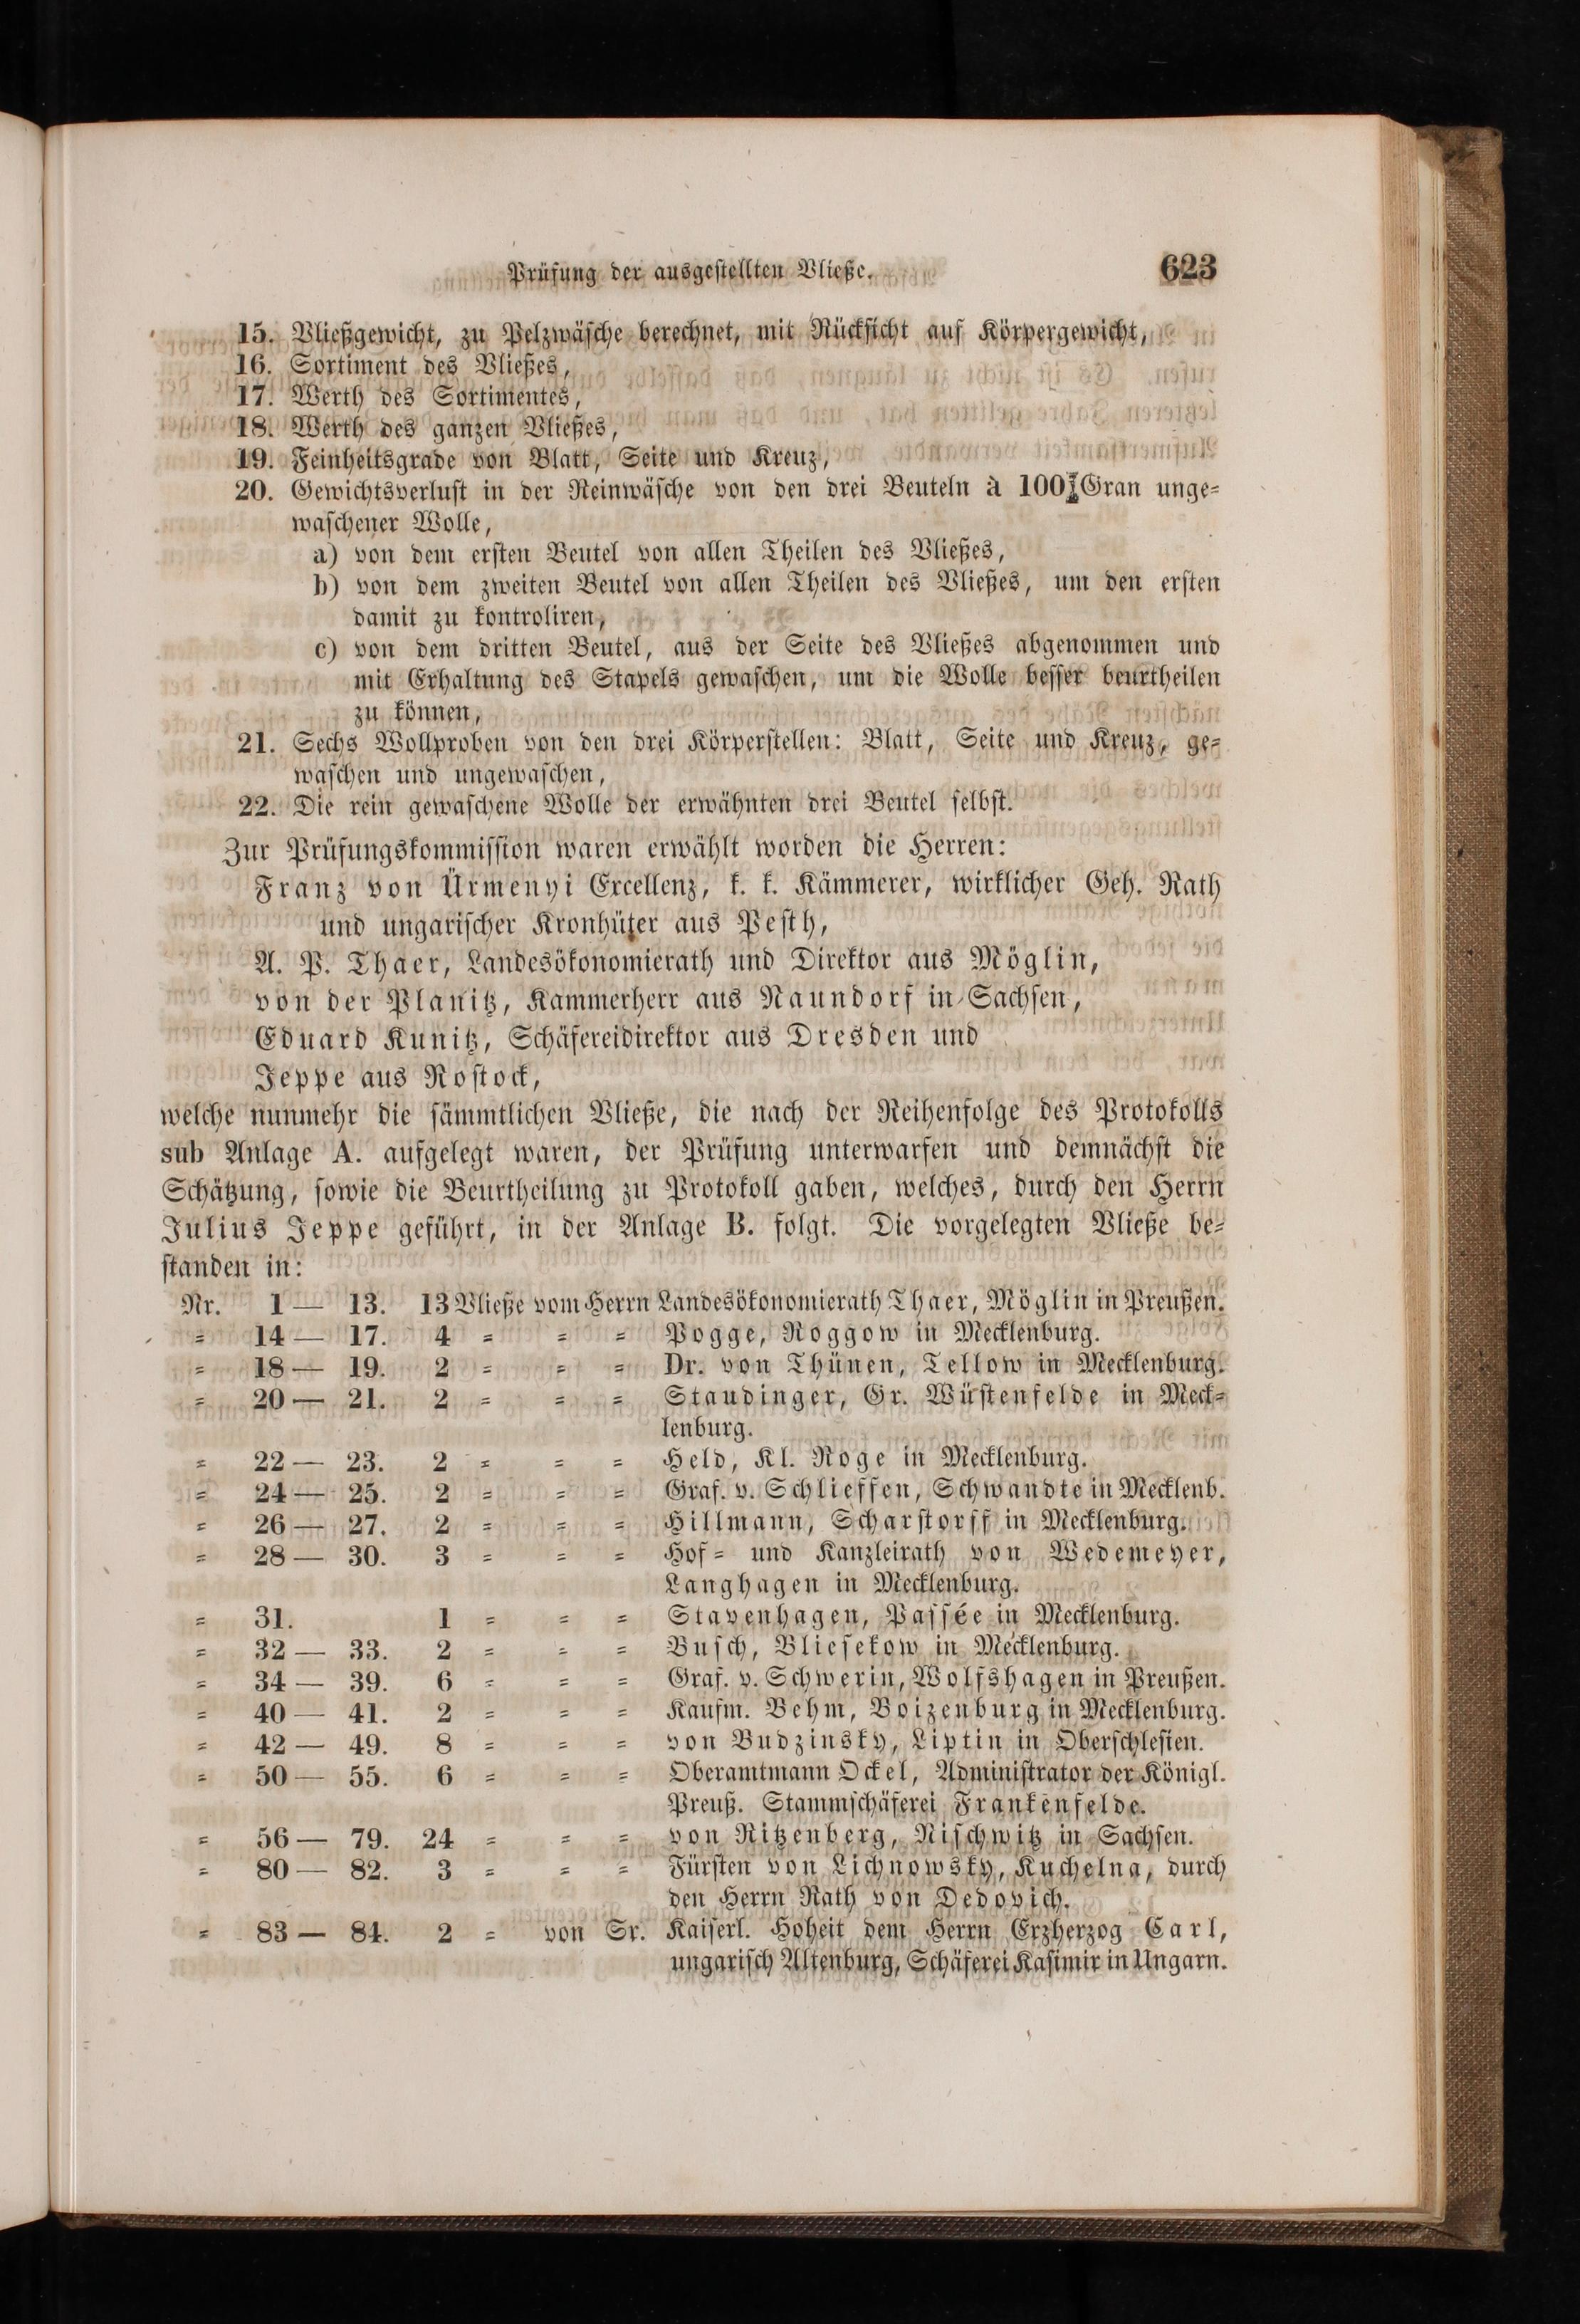 Prüfung der ausgestellten Vließe. 623
15. Vließgewicht, zu Pelzwäsche berechnet, mit Rücksicht auf Körpergewicht,
16. Sortiment des Vließes,
17. Werth des Sortimentes,
18. Werth des ganzen Vließes,
19. Feinheitsgrade von Blatt, Seite und Kreuz,
20. Gewichtsverlust in der Reinwäsche von den drei Beuteln à 100 Gran unge-
waschener Wolle,
a) von dem ersten Beutel von allen Theilen des Vließes,
b) von dem zweiten Beutel von allen Theilen des Vließes, um den ersten
damit zu kontroliren,
c) von dem dritten Beutel, aus der Seite des Vließes abgenommen und
mit Erhaltung des Stapels gewaschen, um die Wolle besser beurtheilen
zu können,
21. Sechs Wollproben von den drei Körperstellen: Blatt, Seite und Kreuz, ge-
waschen und ungewaschen,
22. Die rein gewaschene Wolle der erwähnten drei Beutel selbst.
Zur Prüfungskommission waren erwählt worden die Herren:
Franz von Ürmenyi Excellenz, k. k. Kämmerer, wirklicher Geh. Rath
und ungarischer Kronhüter aus Pesth,
A. P. Thaer, Landesökonomierath und Direktor aus Möglin,
von der Planitz, Kammerherr aus Naundorf in Sachsen,
Eduard Kunitz, Schäfereidirektor aus Dresden und
Jeppe aus Rostock,
welche nunmehr die sämmtlichen Vließe, die nach der Reihenfolge des Protokolls
sub Anlage A. aufgelegt waren, der Prüfung unterwarfen und demnächst die
Schätzung, sowie die Beurtheilung zu Protokoll gaben, welches, durch den Herrn
Julius Jeppe geführt, in der Anlage B. folgt. Die vorgelegten Vließe be-
standen in:
Nr. 1 — 13. 13 Vließe vom Herrn Landesökonomierath Thaer, Möglin in Preußen.
= 14 — 17. 4 = = = Pogge, Roggow in Mecklenburg.
= 18 — 19. 2 = = = Dr. von Thünen, Tellow in Mecklenburg.
= 20 — 21. 2 = = = Staudinger, Gr. Wüstenfelde in Meck-
lenburg.
= 22 — 23. 2 = = = Held, Kl. Roge in Mecklenburg.
= 24 — 25. 2 = = = Graf. v. Schlieffen, Schwandte in Mecklenb.
= 26 — 27. 2 = = = Hillmann, Scharstorff in Mecklenburg.
= 28 — 30. 3 = = = Hof- und Kanzleirath von Wedemeyer,
Langhagen in Mecklenburg.
= 31. 1 = = = Stavenhagen, Passée in Mecklenburg.
= 32 — 33. 2 = = = Busch, Bliesekow in Mecklenburg.
= 34 — 39. 6 = = = Graf. v. Schwerin, Wolfshagen in Preußen.
= 40 — 41. 2 = = = Kaufm. Behm, Boizenburg in Mecklenburg.
= 42 — 49. 8 = = = von Budzinsky, Liptin in Oberschlesien.
= 50 — 55. 6 = = = Oberamtmann Ockel, Administrator der Königl.
Preuß. Stammschäferei Frankenfelde.
= 56 — 79. 24 = = = von Ritzenberg, Nischwitz in Sachsen.
= 80 — 82. 3 = = = Fürsten von Lichnowsky, Kuchelna, durch
den Herrn Rath von Dedovich.
= 83 — 84. 2 = von Sr. Kaiserl. Hoheit dem Herrn Erzherzog Carl,
ungarisch Altenburg, Schäferei Kasimir in Ungarn.